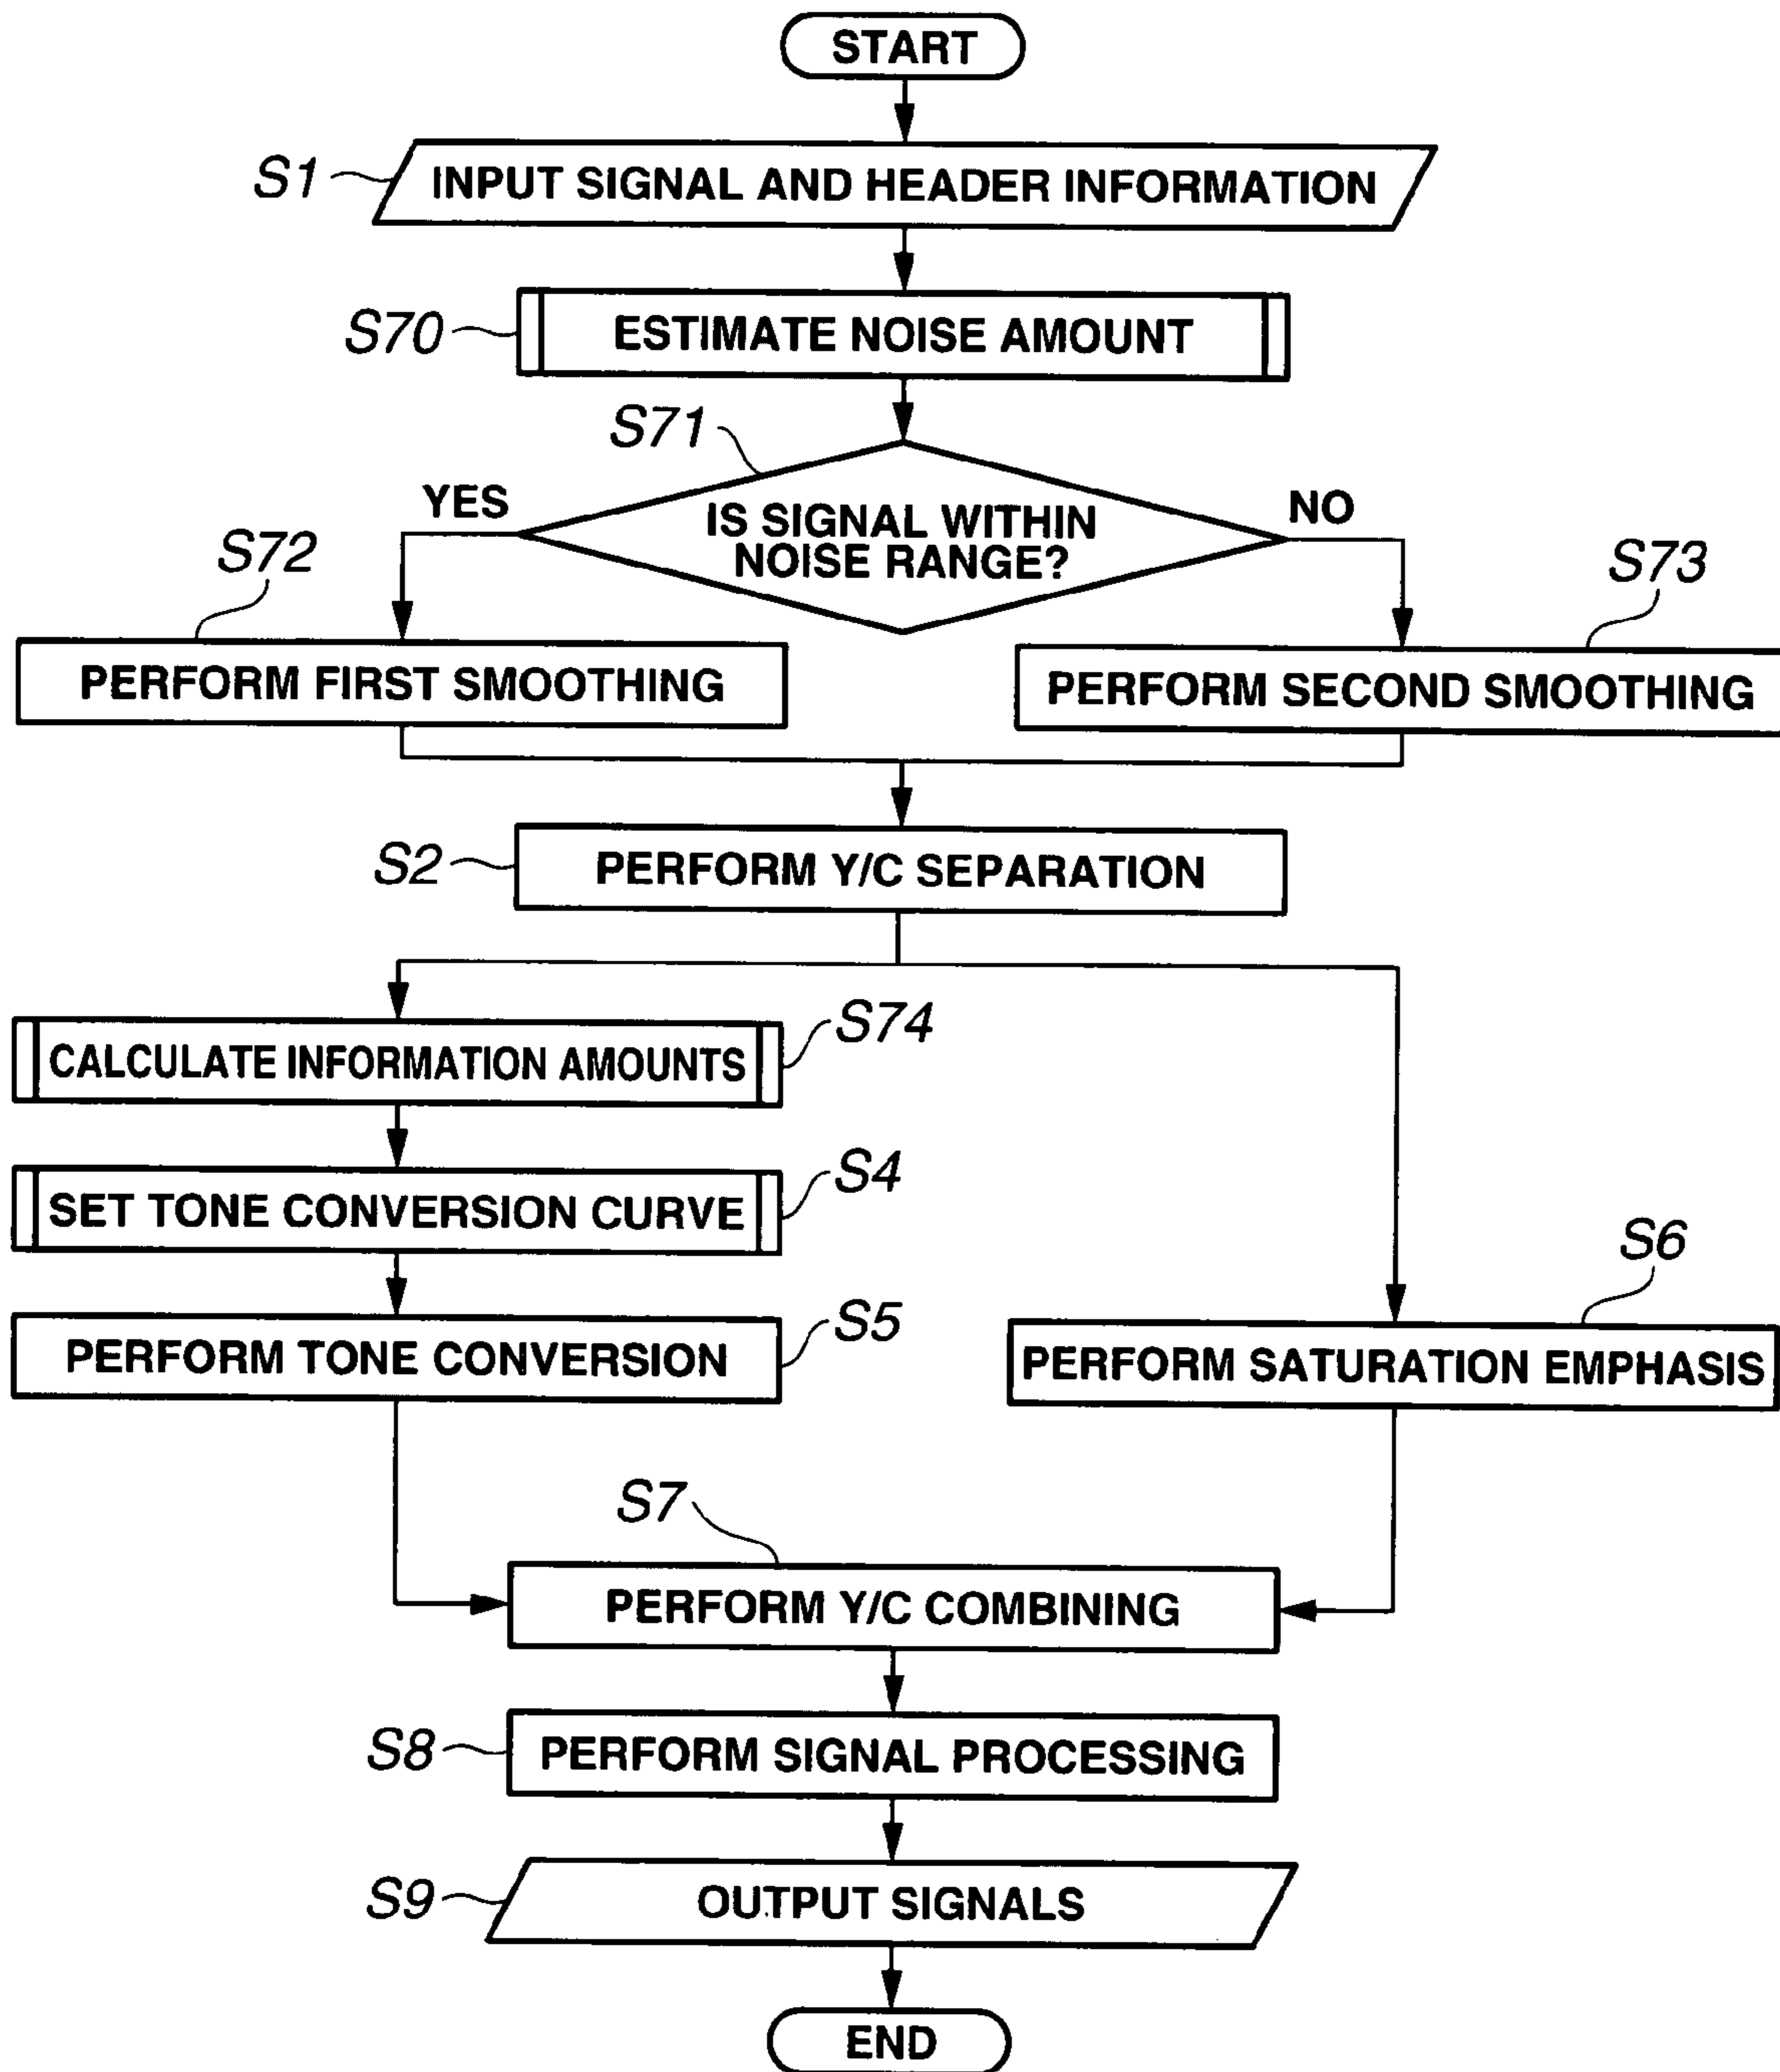 START
S1
INPUT SIGNAL AND HEADER INFORMATION
S70
ESTIMATE NOISE AMOUNT
S71
YES
IS SIGNAL WITHIN
NOISE RANGE?
NO
S72
S73
PERFORM FIRST SMOOTHING
PERFORM SECOND SMOOTHING
S2
PERFORM Y/C SEPARATION
S74
CALCULATE INFORMATION AMOUNTS
S4
SET TONE CONVERSION CURVE
S5
PERFORM TONE CONVERSION
S6
PERFORM SATURATION EMPHASIS
S7
PERFORM Y/C COMBINING
S8
PERFORM SIGNAL PROCESSING
S9
OUTPUT SIGNALS
END